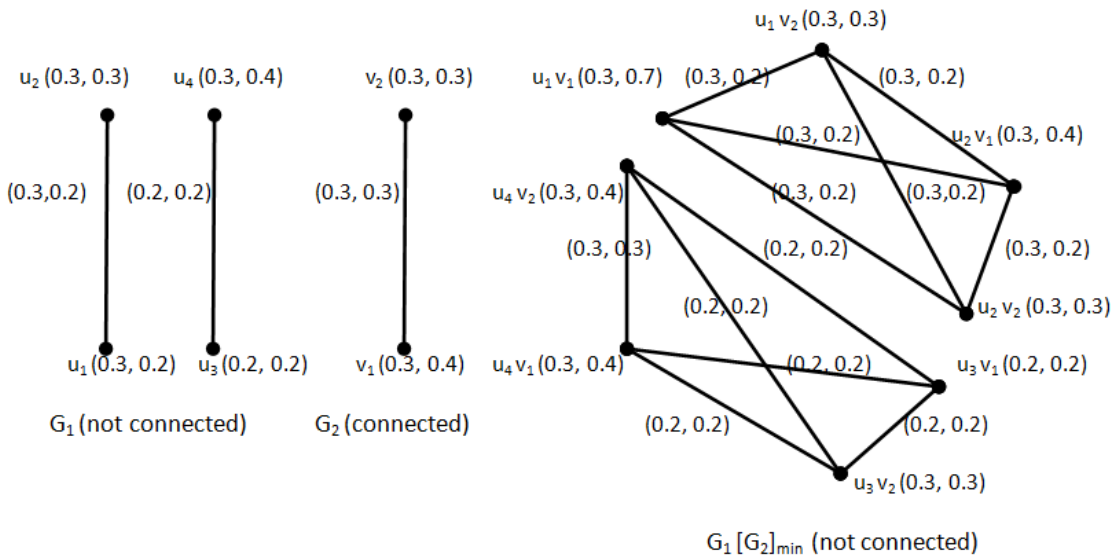 u₁ v₂ (0.3, 0.3)
u₂ (0.3, 0.3) u₄ (0.3, 0.4) v₂ (0.3, 0.3) u₁ v₁ (0.3, 0.7) (0.3, 0.2) (0.3, 0.2)
(0.3, 0.2) u₂ v₁ (0.3, 0.4)
(0.3,0.2) (0.2, 0.2) (0.3, 0.3) u₄ v₂ (0.3, 0.4) (0.3, 0.2) (0.3,0.2)
(0.3, 0.3) (0.2, 0.2) (0.3, 0.2)
(0.2, 0.2) u₂ v₂ (0.3, 0.3)
u₁ (0.3, 0.2) u₃ (0.2, 0.2) v₁ (0.3, 0.4) u₄ v₁ (0.3, 0.4) (0.2, 0.2) u₃ v₁ (0.2, 0.2)
G₁ (not connected) G₂ (connected) (0.2, 0.2) (0.2, 0.2)
u₃ v₂ (0.3, 0.3)
G₁ [G₂]ₘᵢₙ (not connected)